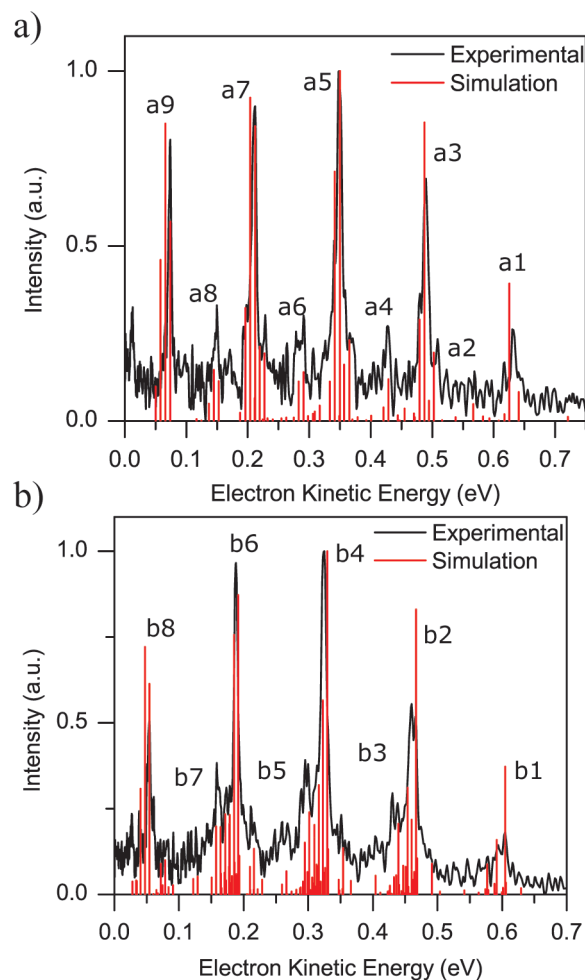 a)
Experimental
Simulation
a9
a7
a5
a3
a1
a8
a6
a4
a2
1.0
0.5
0.0
Intensity (a.u.)
0.0 0.1 0.2 0.3 0.4 0.5 0.6 0.7
Electron Kinetic Energy (eV)
b)
Experimental
Simulation
b8
b6
b4
b2
b1
b7
b5
b3
1.0
0.5
0.0
Intensity (a.u.)
0.0 0.1 0.2 0.3 0.4 0.5 0.6 0.7
Electron Kinetic Energy (eV)